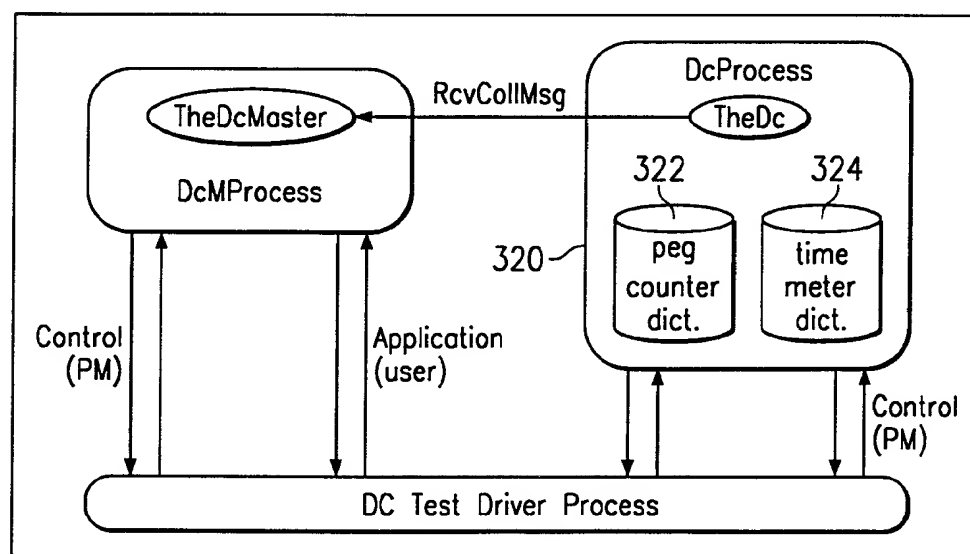 DcProcess
RcvCollMsg
TheDcMaster
TheDc
DcMProcess
322
324
320
peg
counter
dict.
time
meter
dict.
Control
(PM)
Application
(user)
Control
(PM)
DC Test Driver Process